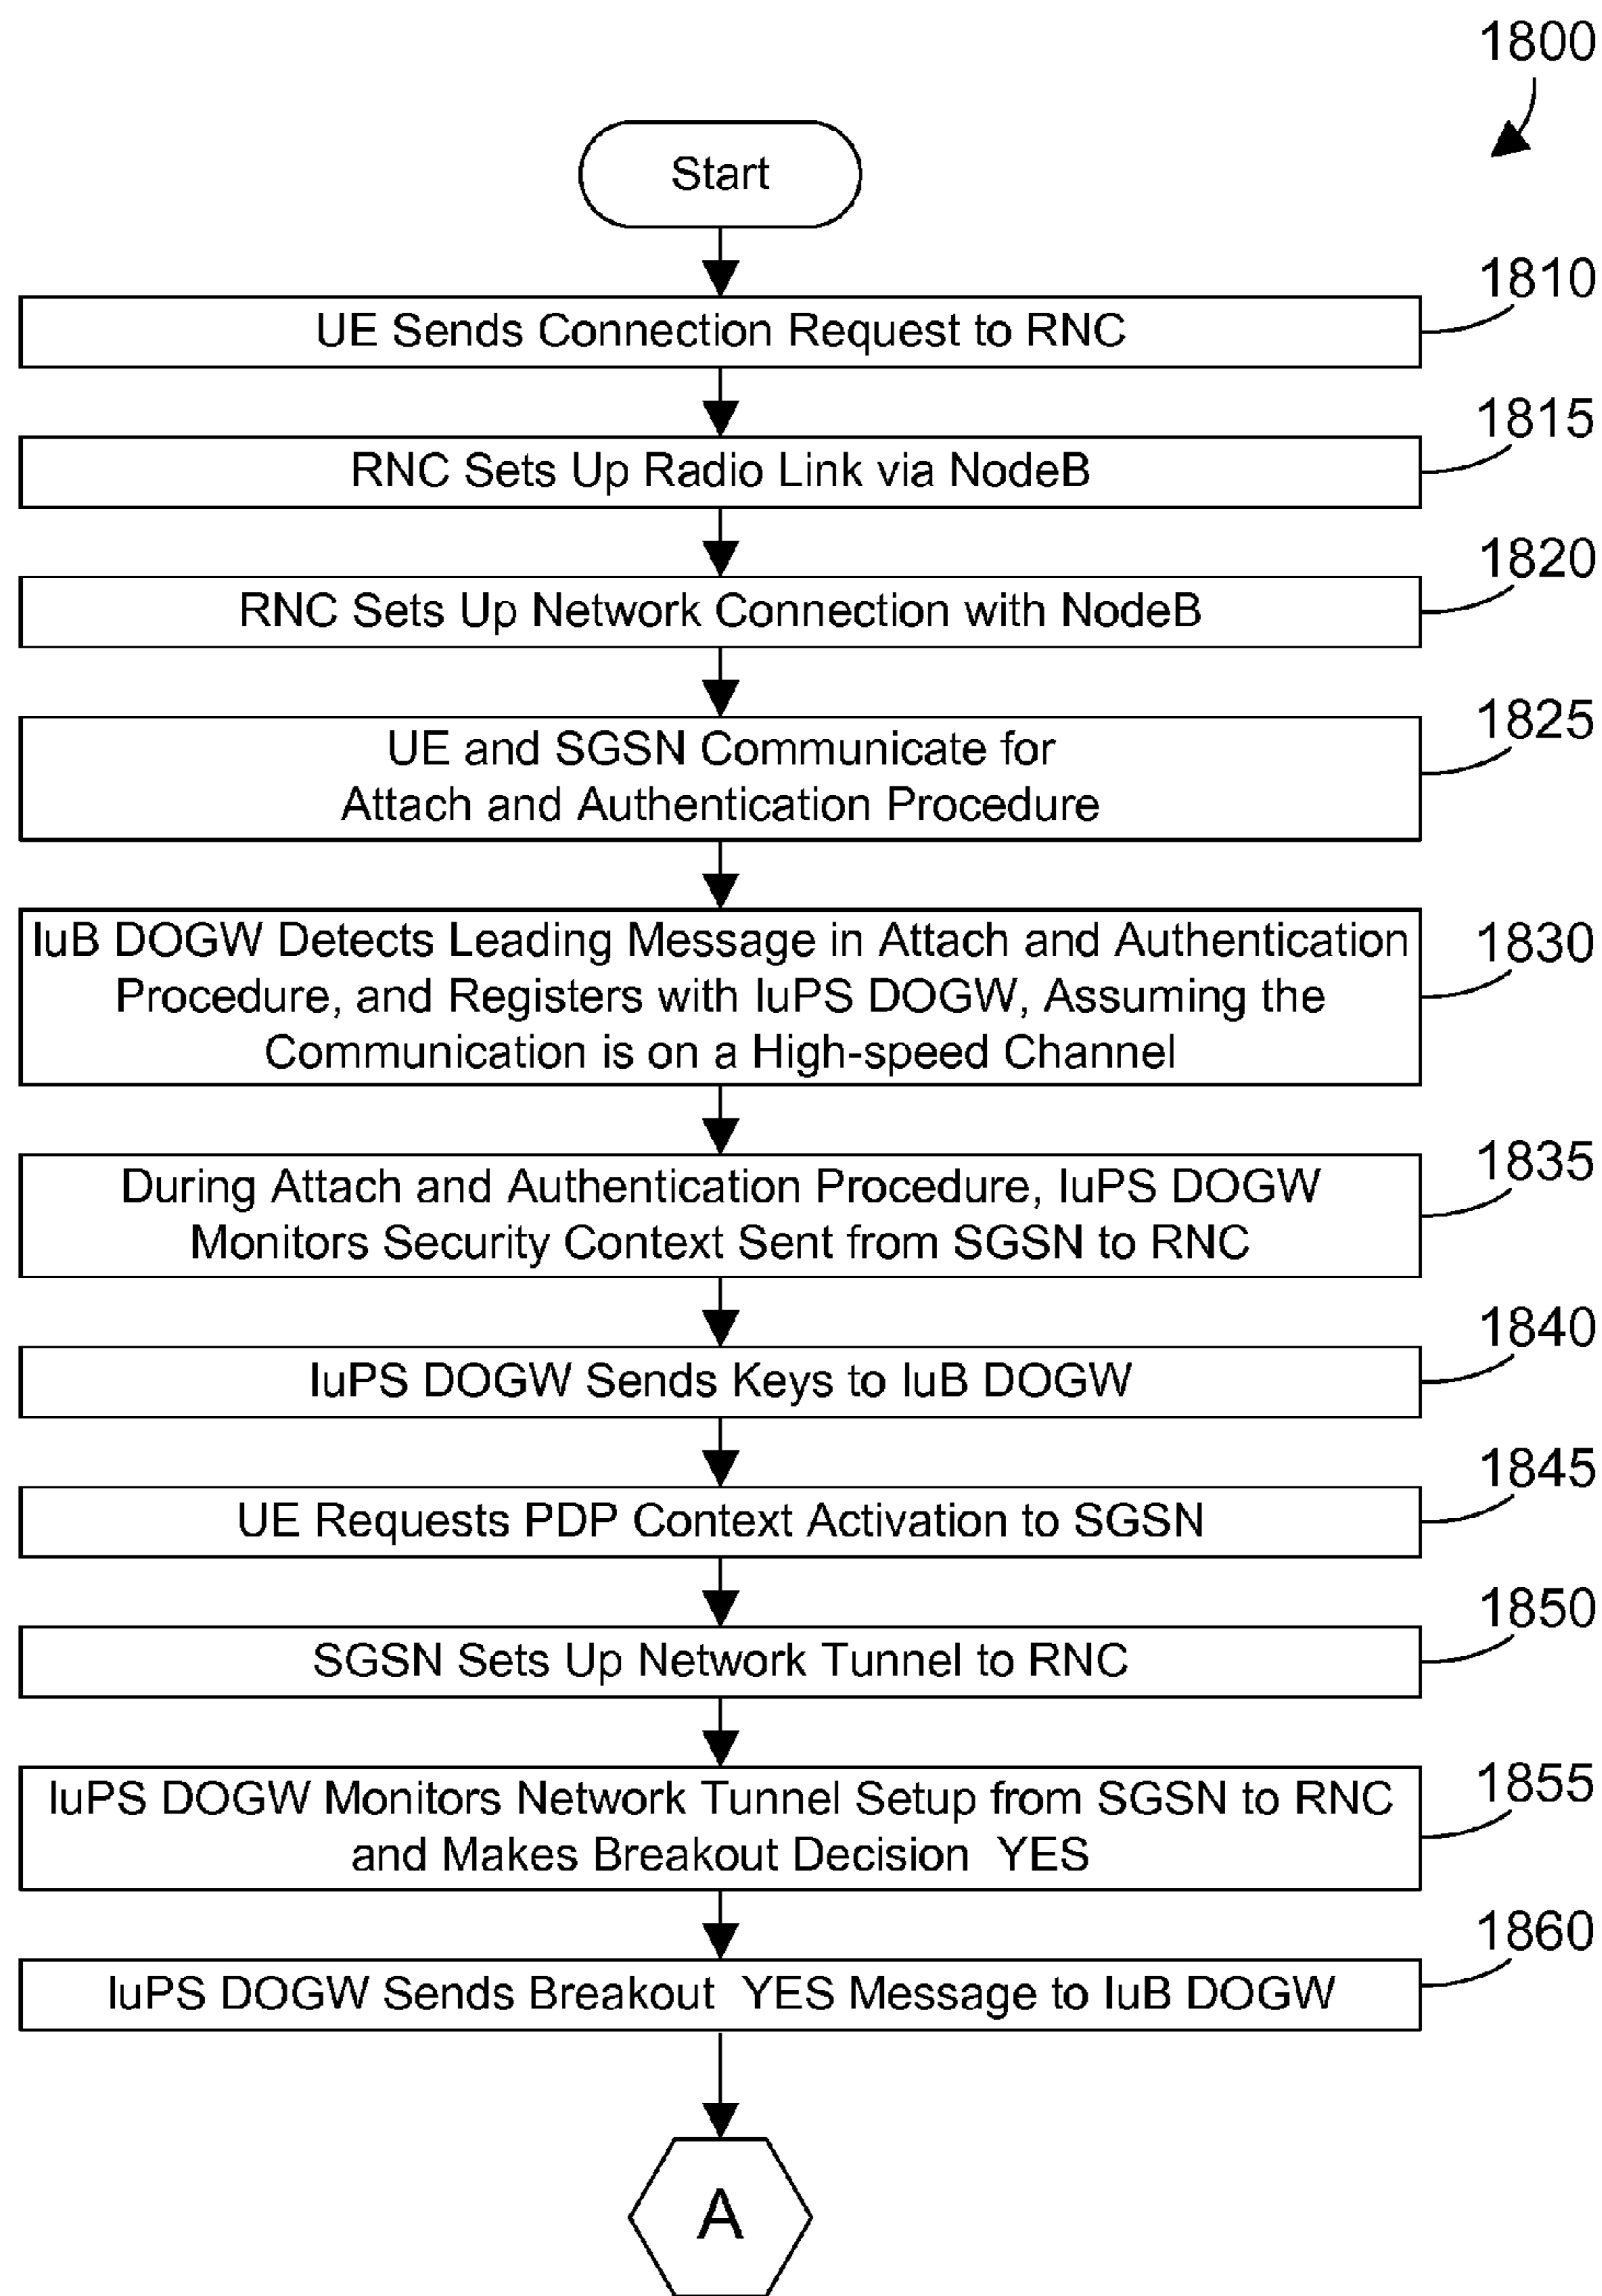 1800
Start
1810
UE Sends Connection Request to RNC
1815
RNC Sets Up Radio Link via NodeB
1820
RNC Sets Up Network Connection with NodeB
1825
UE and SGSN Communicate for
Attach and Authentication Procedure
1830
IuB DOGW Detects Leading Message in Attach and Authentication
Procedure, and Registers with IuPS DOGW, Assuming the
Communication is on a High-speed Channel
1835
During Attach and Authentication Procedure, IuPS DOGW
Monitors Security Context Sent from SGSN to RNC
1840
IuPS DOGW Sends Keys to IuB DOGW
1845
UE Requests PDP Context Activation to SGSN
1850
SGSN Sets Up Network Tunnel to RNC
1855
IuPS DOGW Monitors Network Tunnel Setup from SGSN to RNC
and Makes Breakout Decision YES
1860
IuPS DOGW Sends Breakout YES Message to IuB DOGW
A